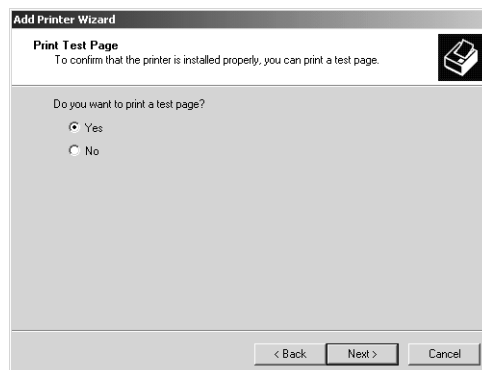 Add Printer Wizard
Print Test Page
To confirm that the printer is installed properly, you can print a test page.
Do you want to print a test page?
Yes
No
< Back Next > Cancel